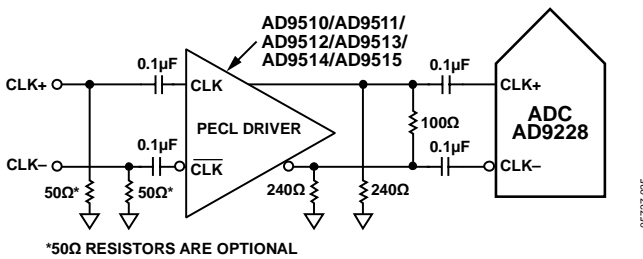 AD9510/AD9511/
AD9512/AD9513/
AD9514/AD9515
0.1µF
0.1µF
CLK+
CLK
CLK+
PECL DRIVER
100Ω
ADC
AD9228
0.1µF
0.1µF
CLK–
CLK
CLK–
50Ω*
50Ω*
240Ω
240Ω
*50Ω RESISTORS ARE OPTIONAL